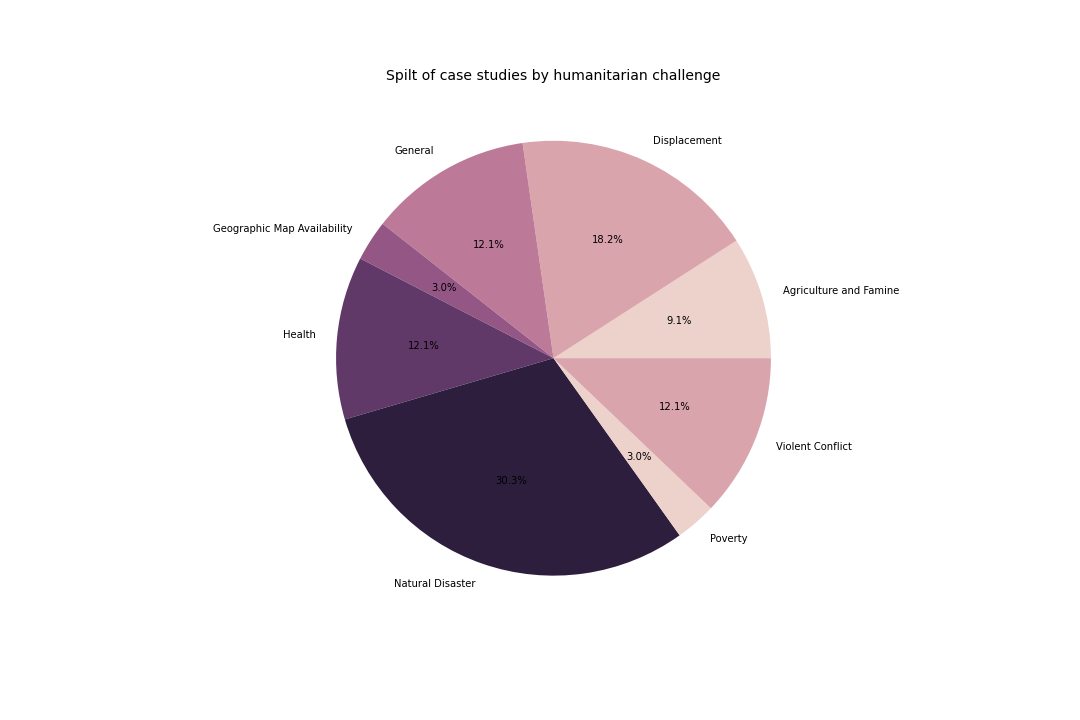 Spilt of case studies by humanitarian challenge
Displacement
General
Geographic Map Availability
18.2%
12.1%
3.0%
Agriculture and Famine
9.1%
Health
12.1%
12.1%
Violent Conflict
3.0%
30.3%
Poverty
Natural Disaster